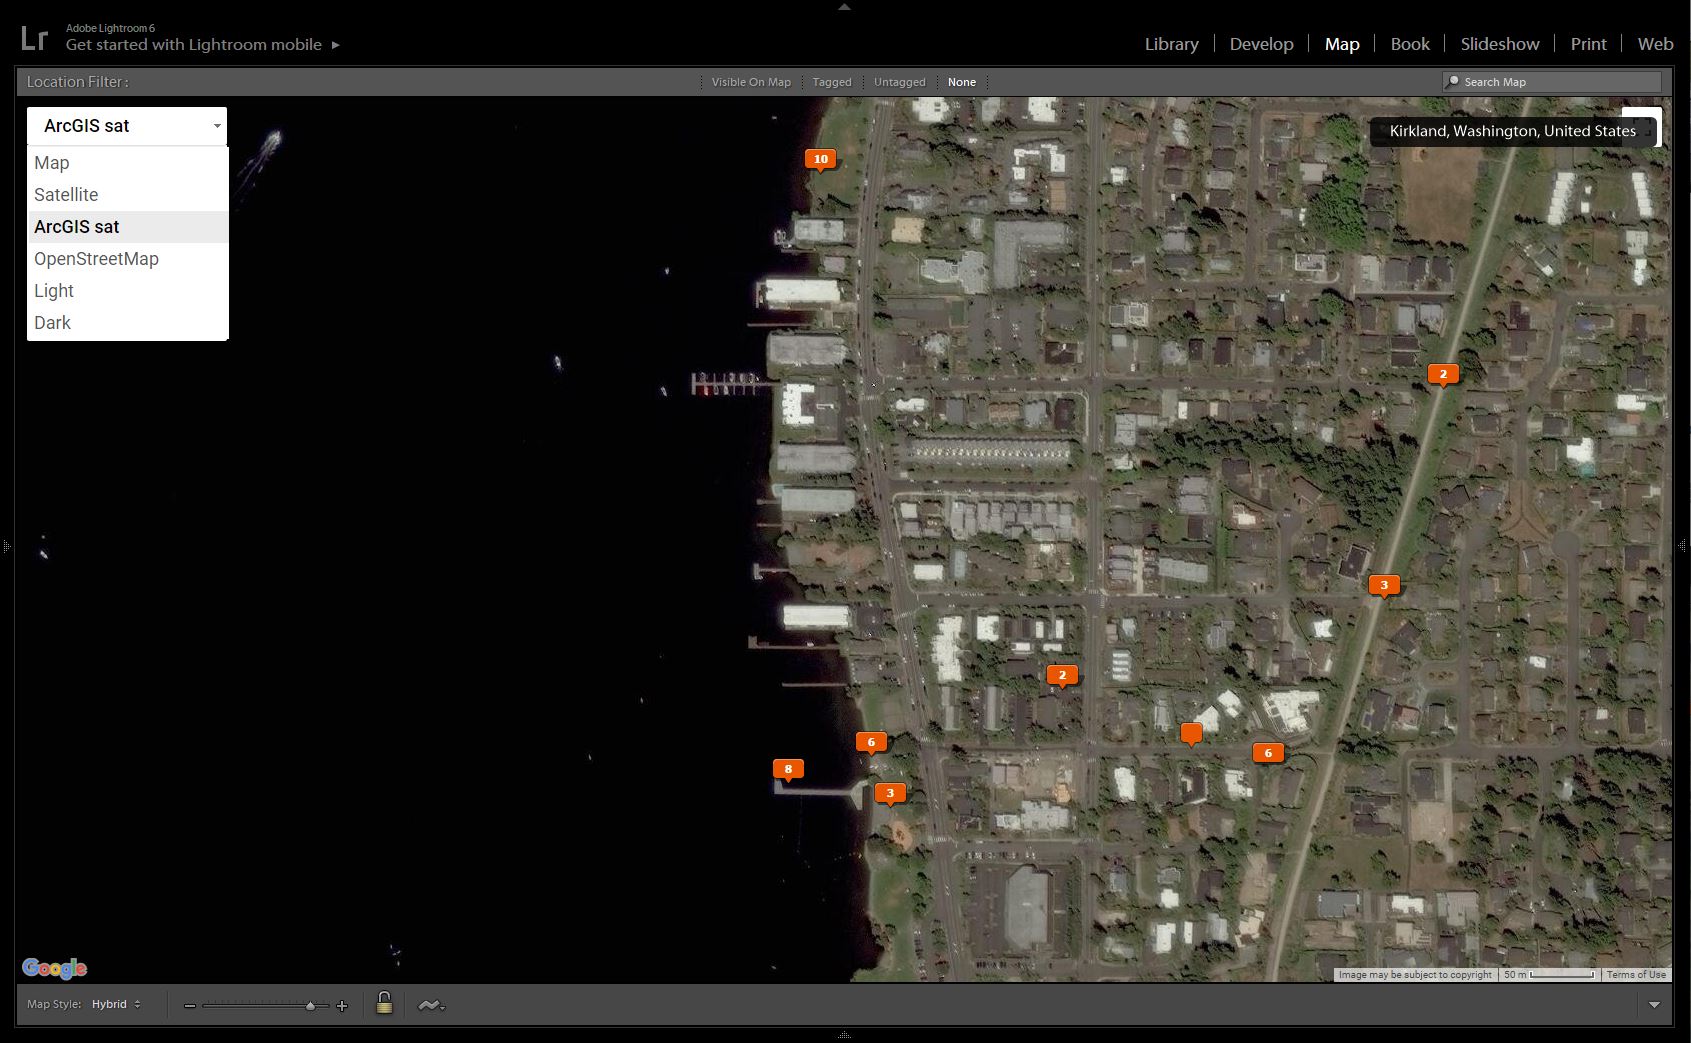 Lr
Adobe Lightroom 6
Get started with Lightroom mobile
Library
Develop
Map
Book
Slideshow
Print
Web
Location Filter :
Visible On Map
Tagged
Untagged
None
Search Map
ArcGIS sat
Map
Satellite
ArcGIS sat
OpenStreetMap
Light
Dark
Kirkland, Washington, United States
10
2
3
2
6
6
8
3
Google
Image may be subject to copyright
50 m
Terms of Use
Map Style: Hybrid